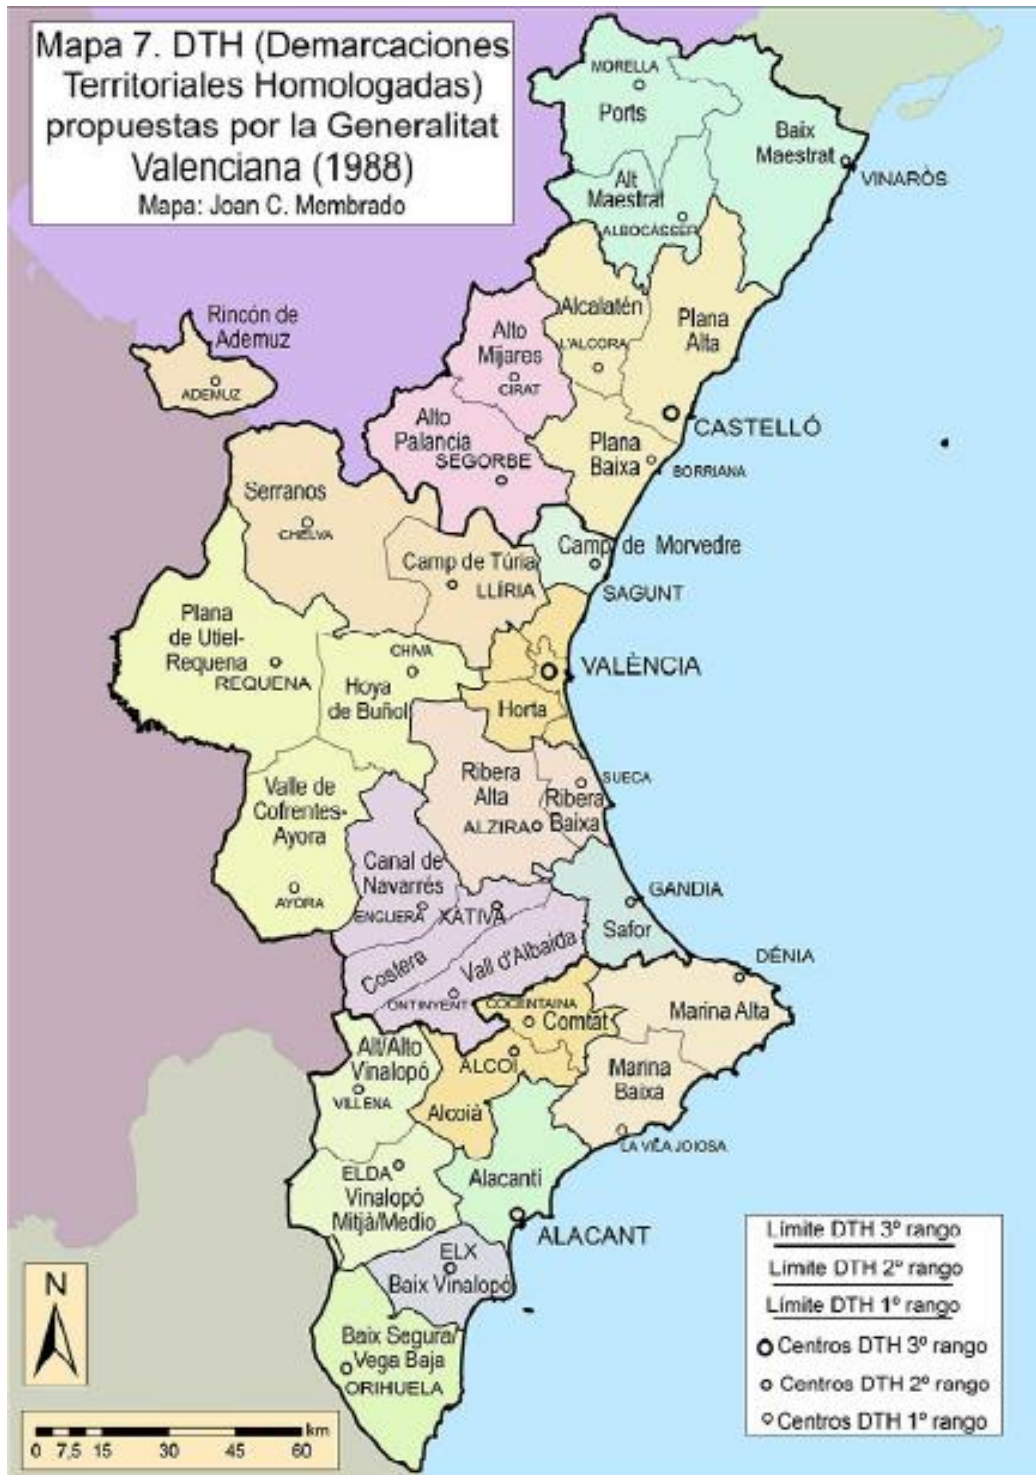 Mapa 7. DTH (Demarcaciones
Territoriales Homologadas)
propuestas por la Generalitat
Valenciana (1988)
Mapa: Joan C. Membrado
MORELLA
Ports
Baix
Maestrat
VINARÒS
Alt
Maestrat
ALBOCÀSSER
Rincón de
Ademuz
ADEMUZ
Alcalatén
L'ALCORA
Plana
Alta
Alto
Mijares
CIRAT
CASTELLÓ
Alto
Palancia
SEGORBE
Plana
Baixa
BORRIANA
Serranos
CHELVA
Camp de Túria
LLÍRIA
Camp de Morvedre
SAGUNT
Plana
de Utiel-
Requena
REQUENA
CHIVA
Hoya
de Buñol
VALÈNCIA
Horta
Valle de
Cofrentes-
Ayora
AYORA
Ribera
Alta
ALZIRA
SUECA
Ribera
Baixa
Canal de
Navarrés
ENGUERA
XÀTIVA
GANDIA
Safor
Costera
Vall d'Albaida
ONTINYENT
DÉNIA
COCENTAINA
Comtat
Marina Alta
Alt/Alto
Vinalopó
VILLENA
ALCOI
Alcoià
Marina
Baixa
LA VILA JOIOSA
ELDA
Vinalopó
Mitjà/Medio
Alacantí
ALACANT
ELX
Baix Vinalopó
Baix Segura/
Vega Baja
ORIHUELA
Límite DTH 3º rango
Límite DTH 2º rango
Límite DTH 1º rango
Centros DTH 3º rango
Centros DTH 2º rango
Centros DTH 1º rango
N
km
0 7,5 15 30 45 60